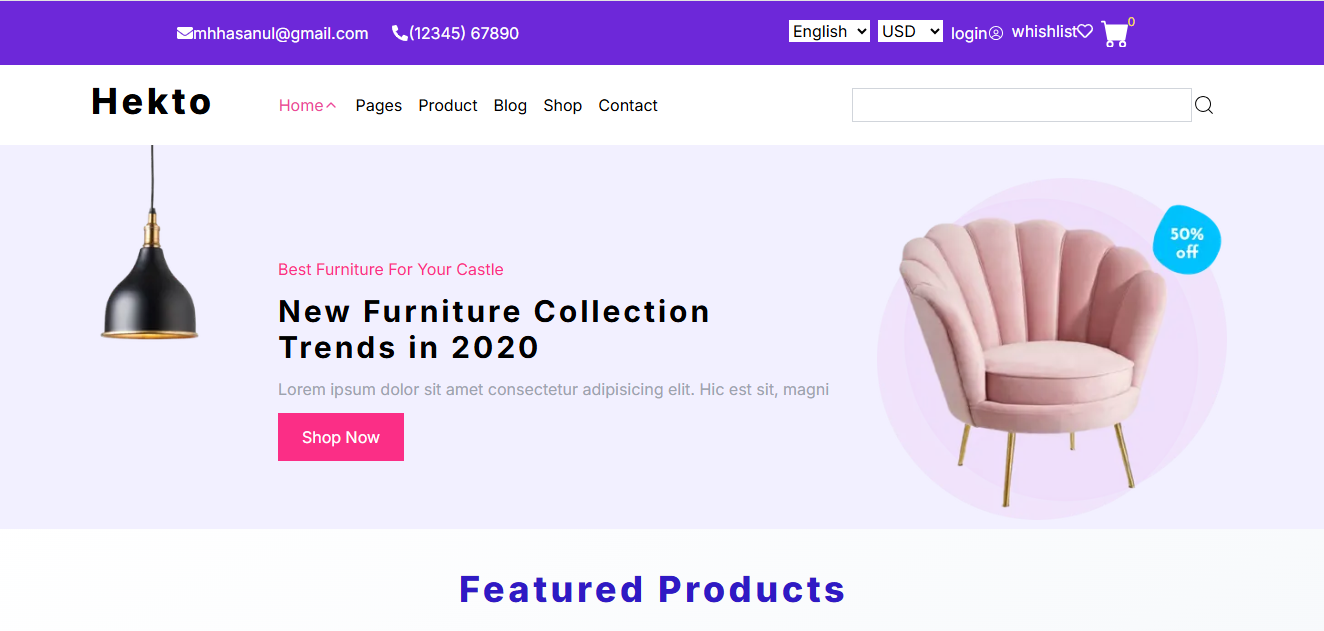 mhhasanul@gmail.com (12345) 67890 English USD login whishlist 0
Hekto Home Pages Product Blog Shop Contact
50%
off
Best Furniture For Your Castle
New Furniture Collection
Trends in 2020
Lorem ipsum dolor sit amet consectetur adipisicing elit. Hic est sit, magni
Shop Now
Featured Products